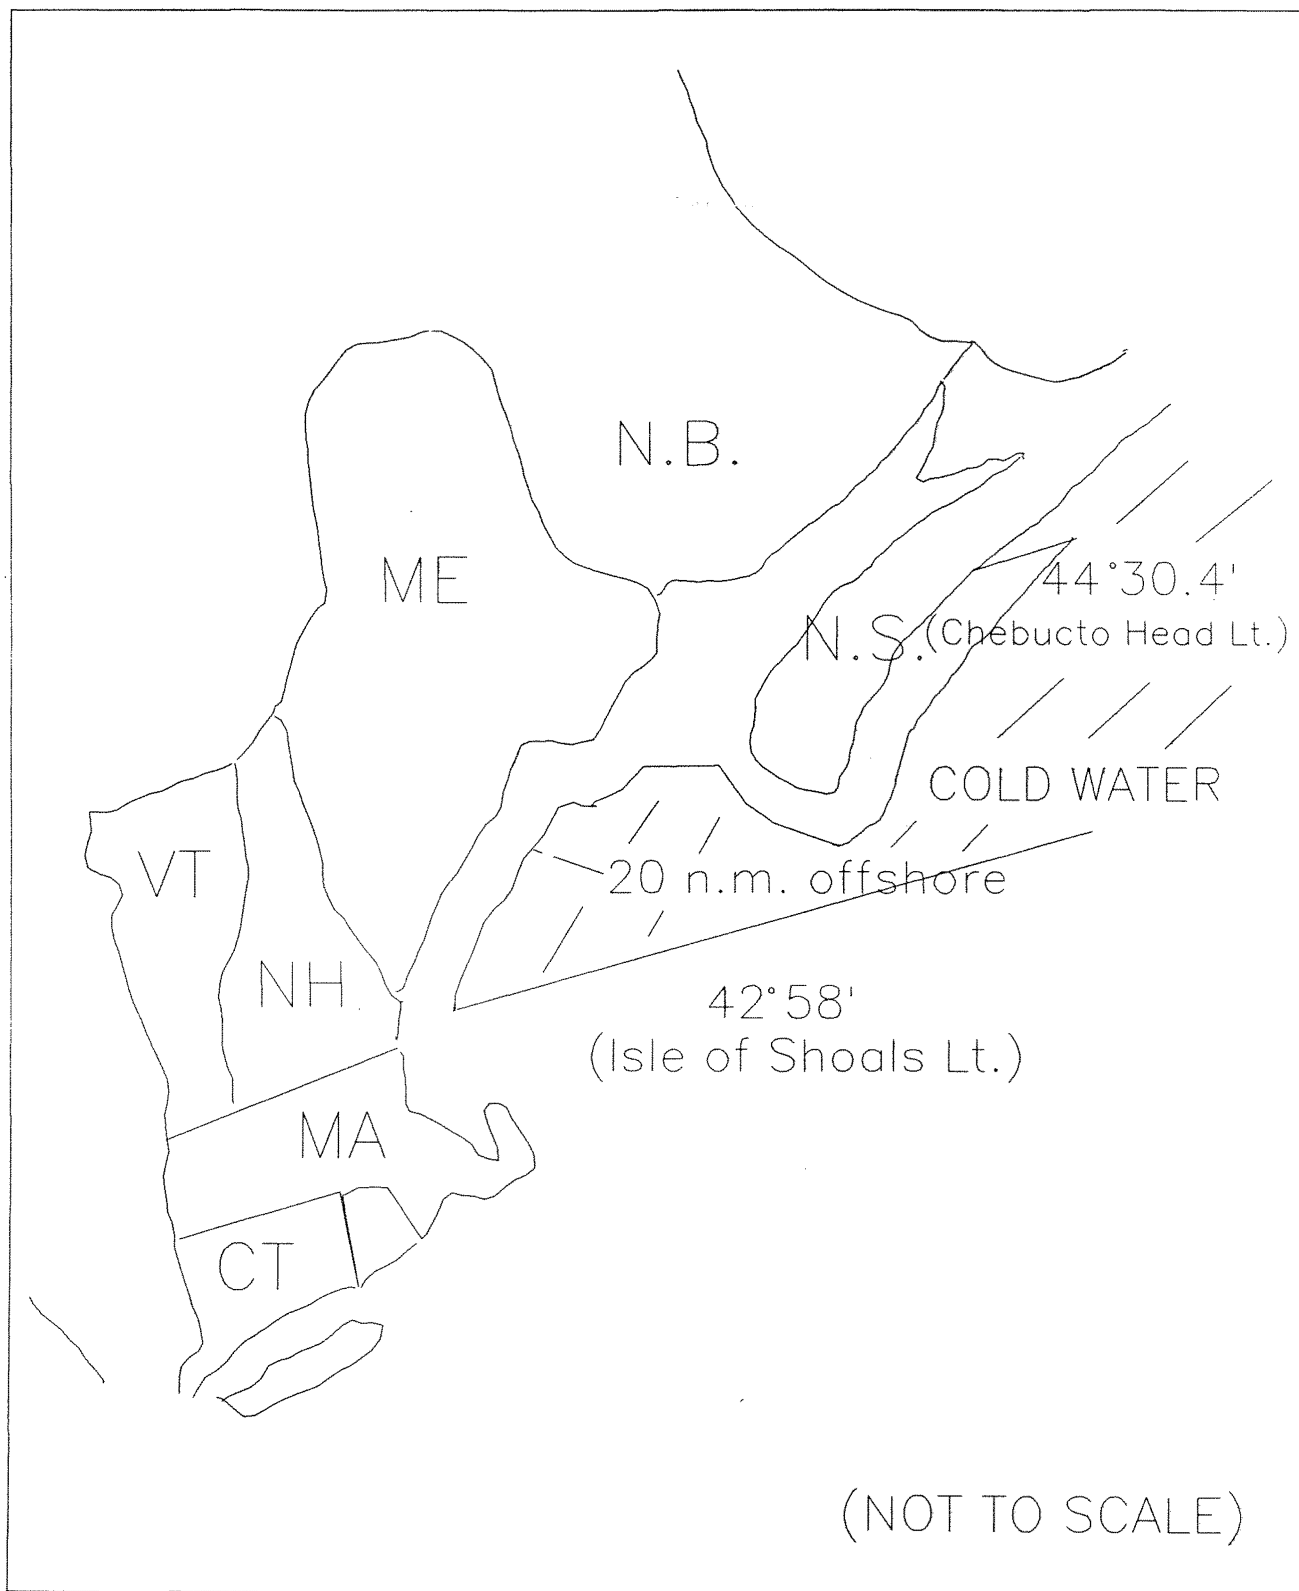 N.B.
ME
44°30.4'
N.S. (Chebucto Head Lt.)
COLD WATER
VT
20 n.m. offshore
NH
42°58'
(Isle of Shoals Lt.)
MA
CT
(NOT TO SCALE)